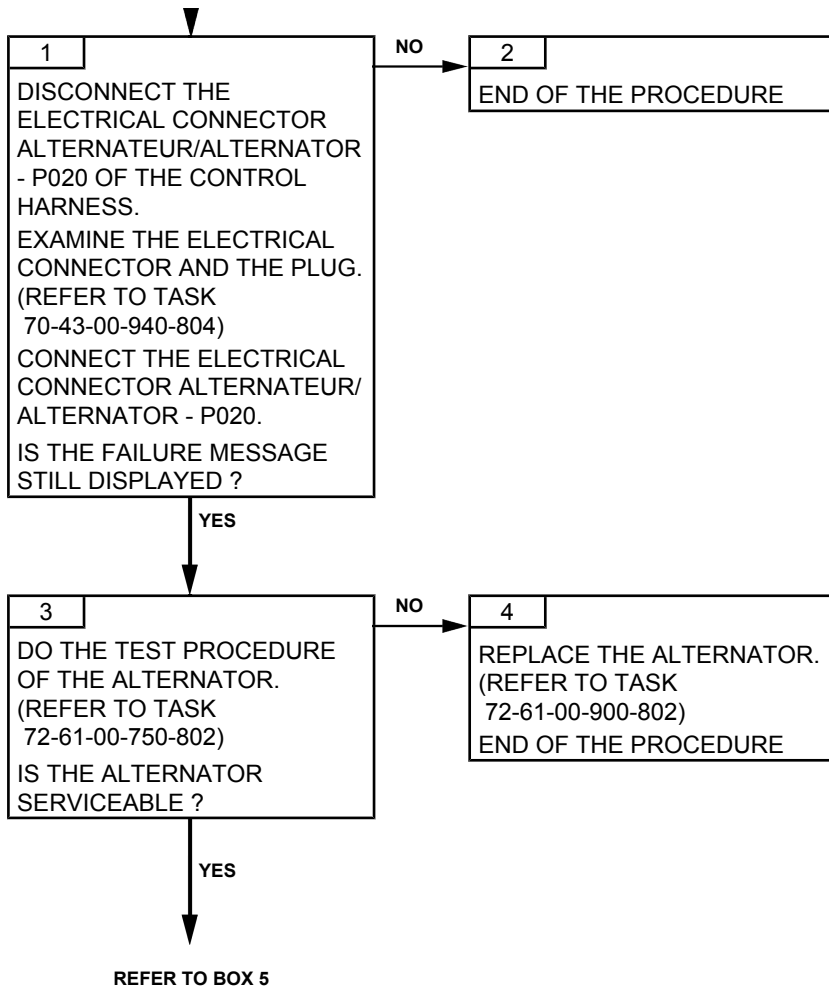 1
DISCONNECT THE
ELECTRICAL CONNECTOR
ALTERNATEUR/ALTERNATOR
- P020 OF THE CONTROL
HARNESS.
EXAMINE THE ELECTRICAL
CONNECTOR AND THE PLUG.
(REFER TO TASK
70-43-00-940-804)
CONNECT THE ELECTRICAL
CONNECTOR ALTERNATEUR/
ALTERNATOR - P020.
IS THE FAILURE MESSAGE
STILL DISPLAYED ?
NO
2
END OF THE PROCEDURE
YES
3
DO THE TEST PROCEDURE
OF THE ALTERNATOR.
(REFER TO TASK
72-61-00-750-802)
IS THE ALTERNATOR
SERVICEABLE ?
NO
4
REPLACE THE ALTERNATOR.
(REFER TO TASK
72-61-00-900-802)
END OF THE PROCEDURE
YES
REFER TO BOX 5